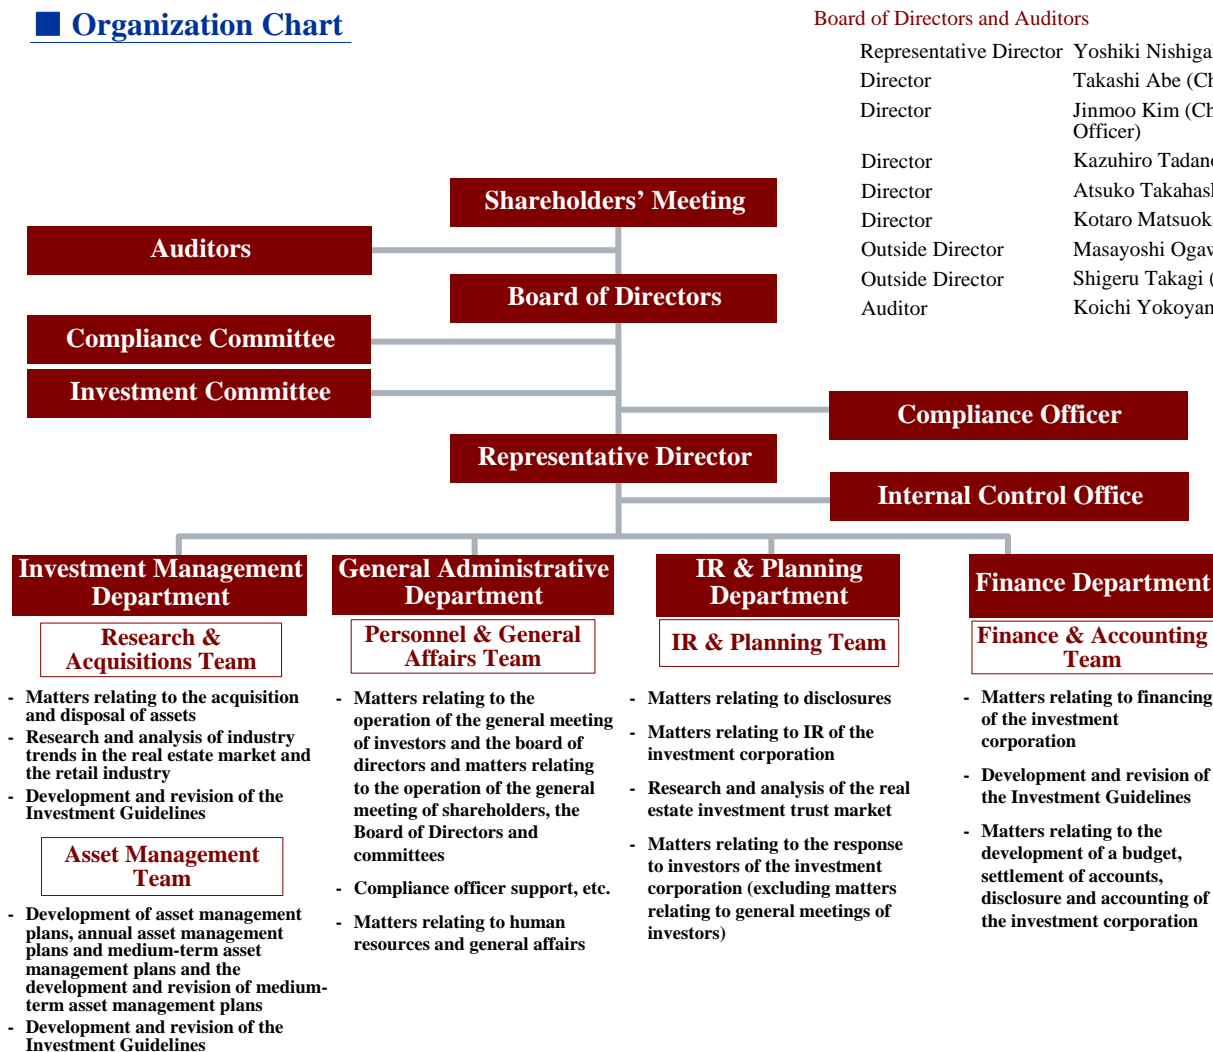 ■ Organization Chart
Board of Directors and Auditors
Representative Director Yoshiki
Director Takashi Abe
Director Jinmoo Kim
Officer)
Director Kazuhiro
Director Atsuko
Director Kotaro
Outside Director Masayoshi
Outside Director Shigeru Takagi
Auditor Koichi
Shareholders’ Meeting
Auditors
Board of Directors
Compliance Committee
Investment Committee
Compliance Officer
Representative Director
Internal Control Office
Investment Management
Department
Research &
Acquisitions Team
- Matters relating to the acquisition
and disposal of assets
- Research and analysis of industry
trends in the real estate market and
the retail industry
- Development and revision of the
Investment Guidelines
Asset Management
Team
- Development of asset management
plans, annual asset management
plans and medium-term asset
management plans and the
development and revision of medium-
term asset management plans
- Development and revision of the
Investment Guidelines
General Administrative
Department
Personnel & General
Affairs Team
- Matters relating to the
operation of the general meeting
of investors and the board of
directors and matters relating
to the operation of the general
meeting of shareholders, the
Board of Directors and
committees
- Compliance officer support, etc.
- Matters relating to human
resources and general affairs
IR & Planning
Department
IR & Planning Team
- Matters relating to disclosures
- Matters relating to IR of the
investment corporation
- Research and analysis of the real
estate investment trust market
- Matters relating to the response
to investors of the investment
corporation (excluding matters
relating to general meetings of
investors)
Finance Department
Finance & Accounting
Team
- Matters relating to financing
of the investment
corporation
- Development and revision of
the Investment Guidelines
- Matters relating to the
development of a budget,
settlement of accounts,
disclosure and accounting of
the investment corporation